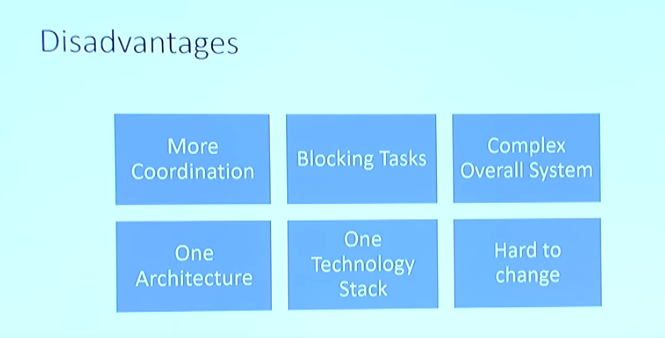 Disadvantages
More
Coordination
Blocking Tasks
Complex
Overall System
One
Architecture
One
Technology
Stack
Hard to
change